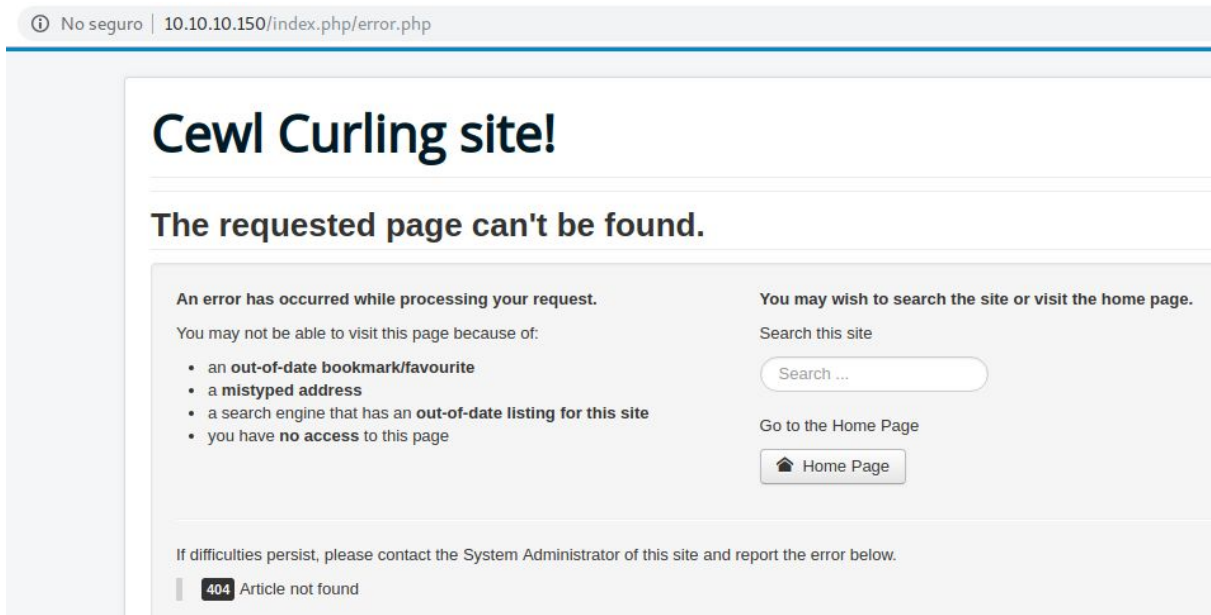 No seguro | 10.10.10.150/index.php/error.php
Cewl Curling site!
The requested page can't be found.
An error has occurred while processing your request.
You may not be able to visit this page because of:
• an out-of-date bookmark/favourite
• a mistyped address
• a search engine that has an out-of-date listing for this site
• you have no access to this page
You may wish to search the site or visit the home page.
Search this site
Search ...
Go to the Home Page
Home Page
If difficulties persist, please contact the System Administrator of this site and report the error below.
404 Article not found